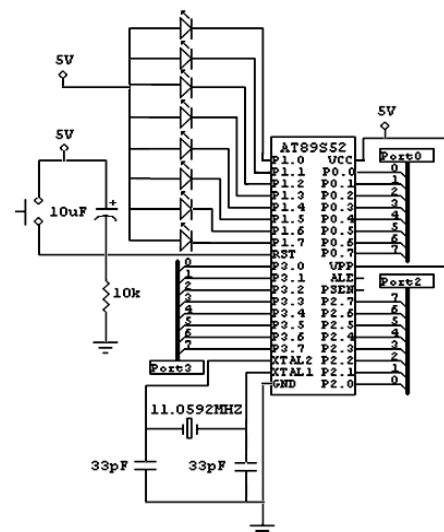 5V
5V
10uF
10k
AT89S52
5V
P1.0 VCC
P1.1 P0.0 0
P1.2 P0.1 1
P1.3 P0.2 2
P1.4 P0.3 3
P1.5 P0.4 4
P1.6 P0.5 5
P1.7 P0.6 6
RST P0.7 7
Port0
0 P3.0 VPP
1 P3.1 ALE
2 P3.2 PSEN
3 P3.3 P2.7 7
4 P3.4 P2.6 6
5 P3.5 P2.5 5
6 P3.6 P2.4 4
7 P3.7 P2.3 3
XTAL2 P2.2 2
XTAL1 P2.1 1
GND P2.0 0
Port2
Port3
11.0592MHZ
33pF
33pF